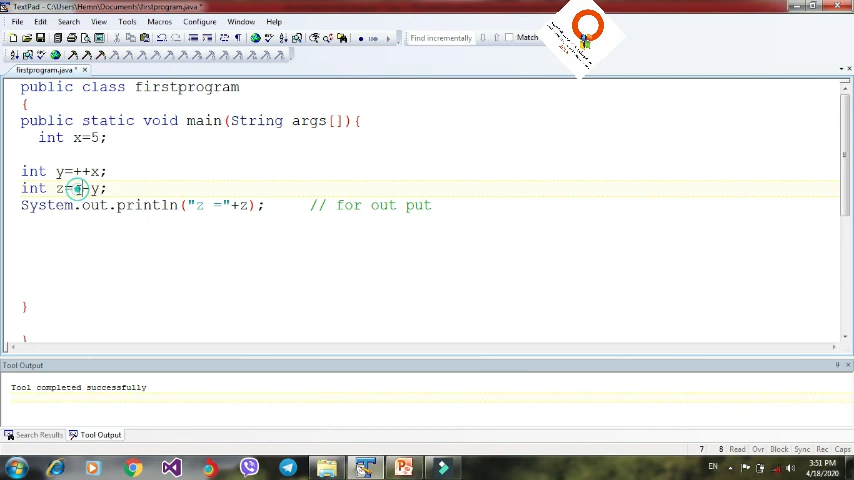 TextPad - [C:\Users\Hemn\Documents\firstprogram.java *]
File Edit Search View Tools Macros Configure Window Help
Find incrementally Match
firstprogram.java *
public class firstprogram
{
public static void main(String args[]){
int x=5;
int y=++x;
int z=
y;
System.out.println("z ="+z); // for out put
}
}
Tool Output
Tool completed successfully
Search Results Tool Output
7 8 Read Ovr Block Sync Rec Caps
EN 3:51 PM
4/18/2020